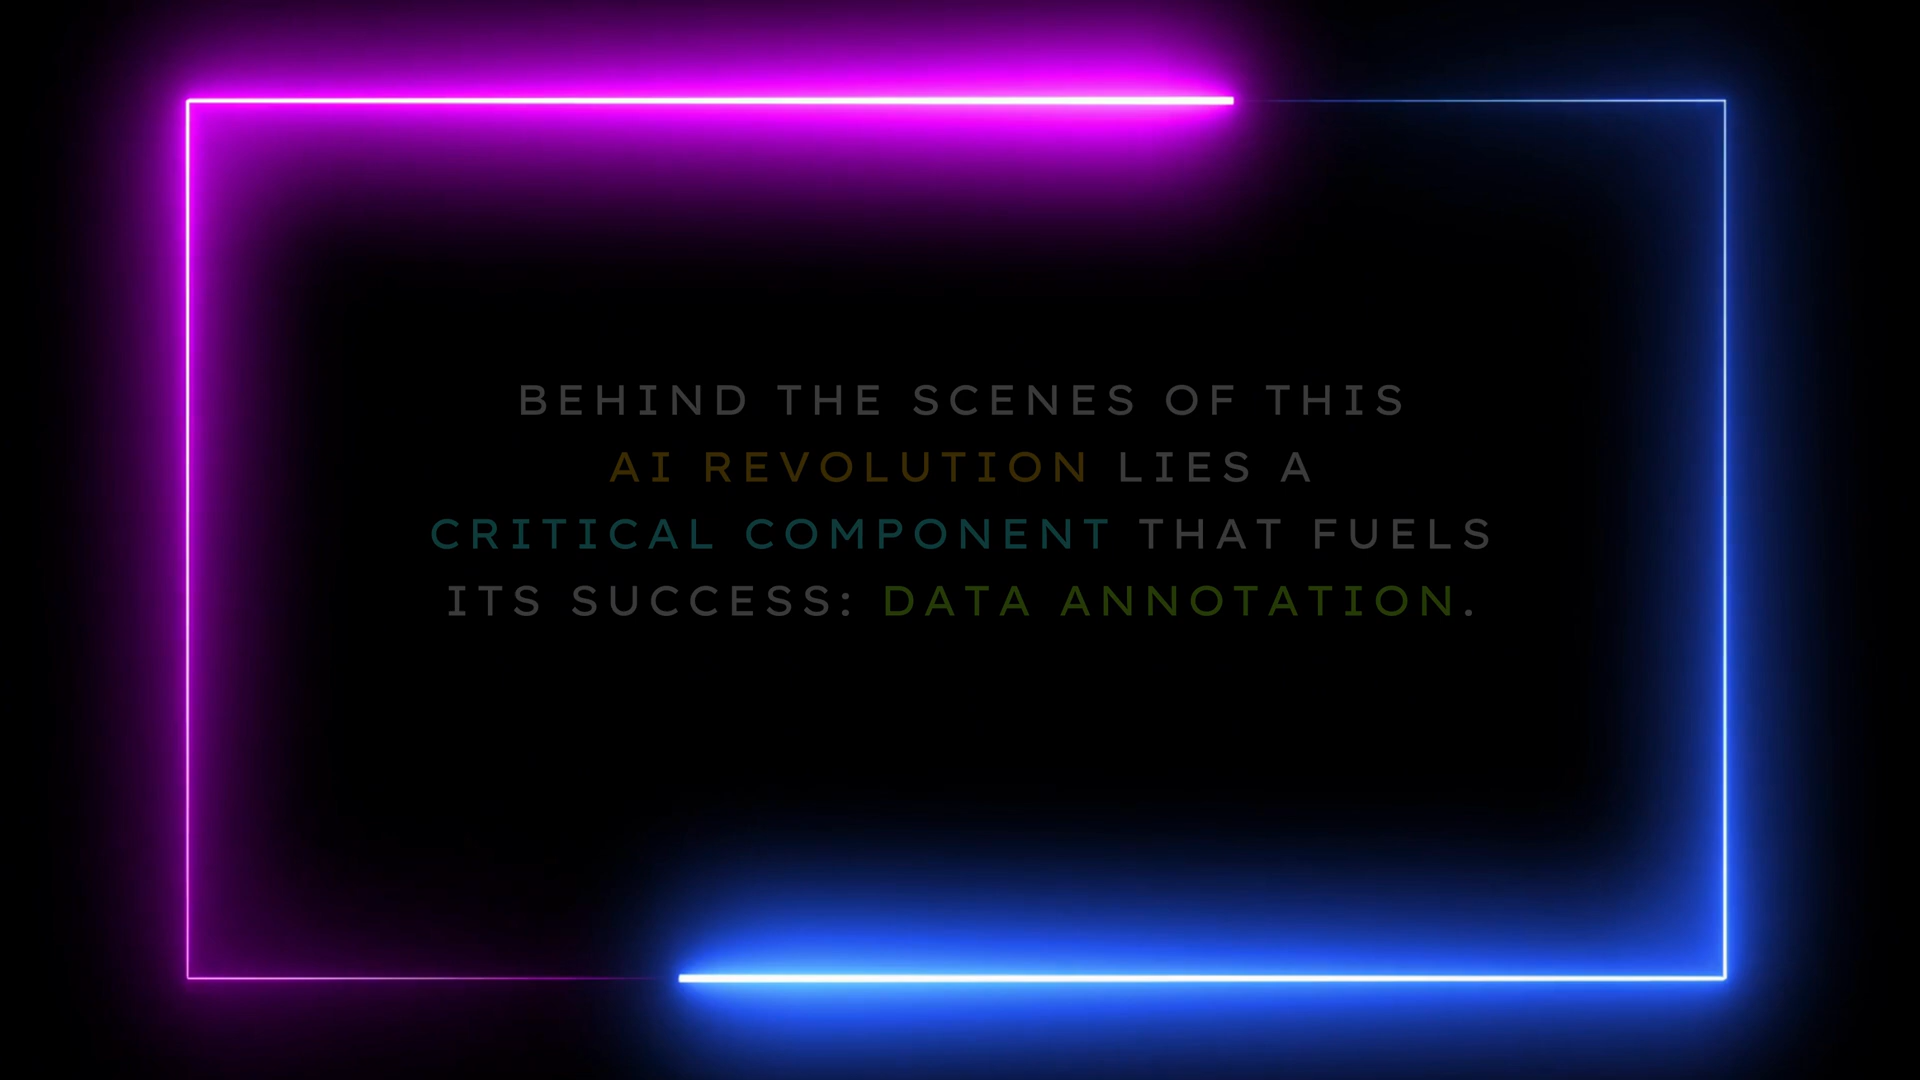 BEHIND THE SCENES OF THIS
AI REVOLUTION LIES A
CRITICAL COMPONENT THAT FUELS
ITS SUCCESS: DATA ANNOTATION.